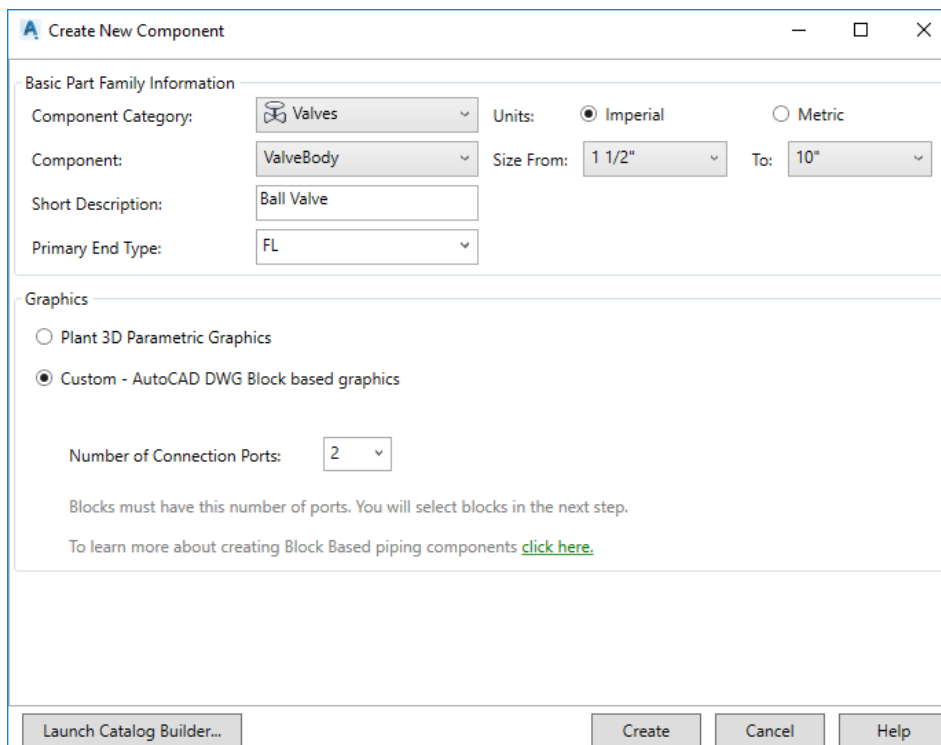 Create New Component
Basic Part Family Information
Component Category: Valves Units: Imperial Metric
Component: ValveBody Size From: 1 1/2" To: 10"
Short Description: Ball Valve
Primary End Type: FL
Graphics
Plant 3D Parametric Graphics
Custom - AutoCAD DWG Block based graphics
Number of Connection Ports: 2
Blocks must have this number of ports. You will select blocks in the next step.
To learn more about creating Block Based piping components click here.
Launch Catalog Builder... Create Cancel Help